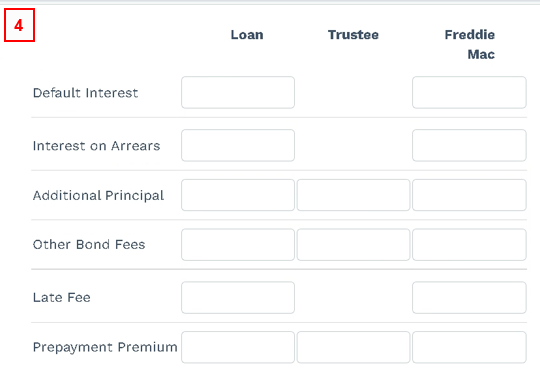 4
Loan Trustee Freddie
Mac
Default Interest
Interest on Arrears
Additional Principal
Other Bond Fees
Late Fee
Prepayment Premium